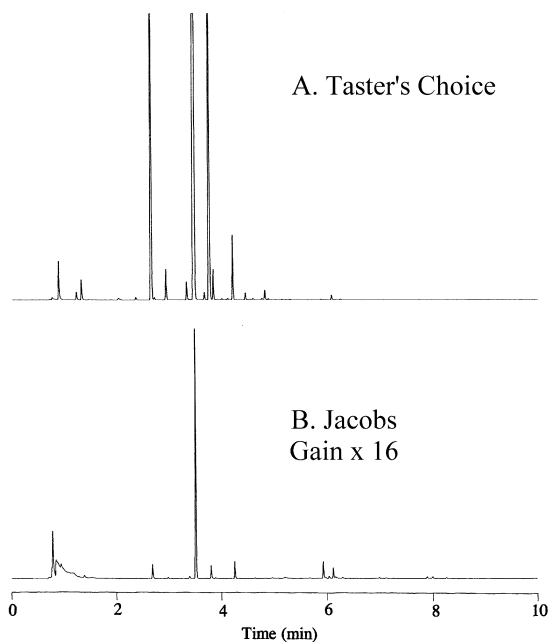 A. Taster's Choice
B. Jacobs
Gain x 16
0 2 4 6 8 10
Time (min)